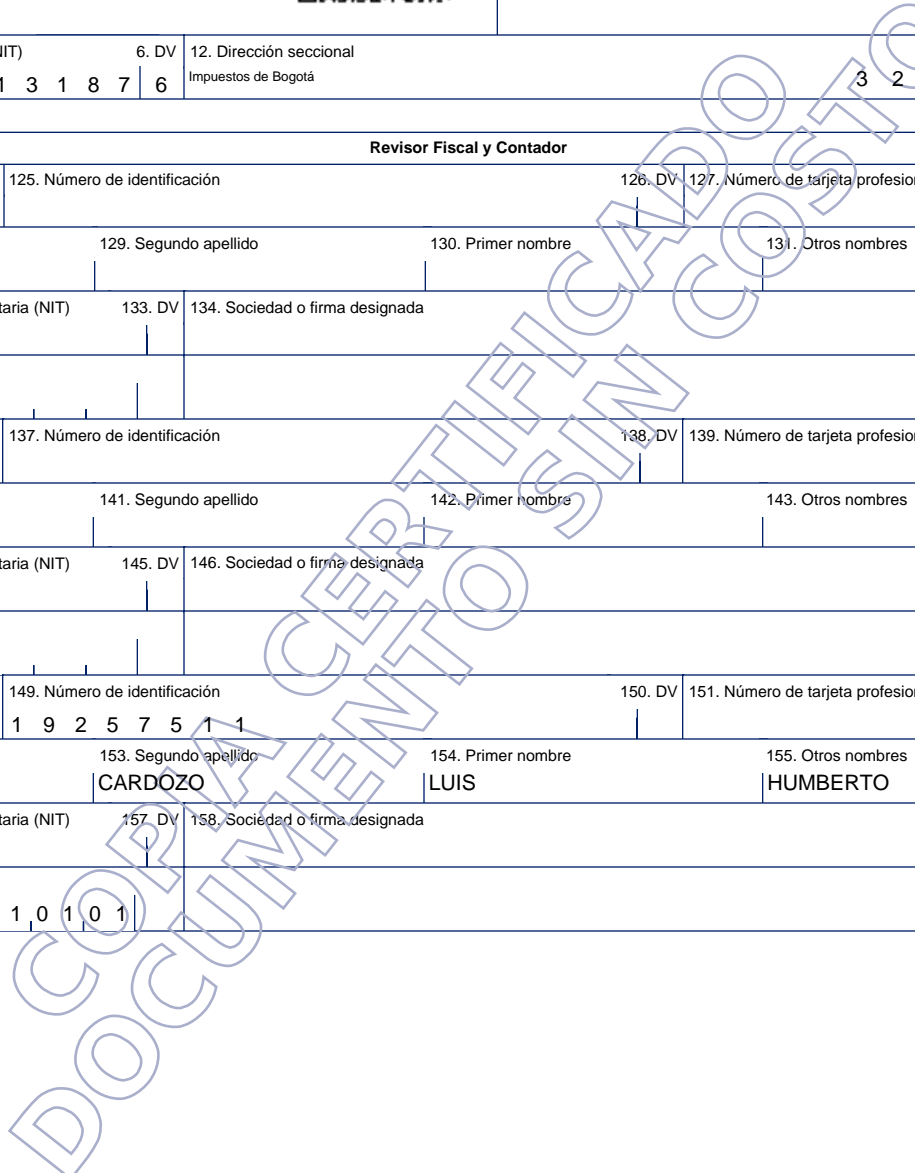 NIT) 6. DV 12. Dirección seccional
1 3 1 8 7 6 Impuestos de Bogotá 3 2
Revisor Fiscal y Contador
125. Número de identificación 126. DV 127. Número de tarjeta profesion
129. Segundo apellido 130. Primer nombre 131. Otros nombres
taria (NIT) 133. DV 134. Sociedad o firma designada
137. Número de identificación 138. DV 139. Número de tarjeta profesion
141. Segundo apellido 142. Primer nombre 143. Otros nombres
taria (NIT) 145. DV 146. Sociedad o firma designada
149. Número de identificación 150. DV 151. Número de tarjeta profesion
1 9 2 5 7 5 1 1
153. Segundo apellido 154. Primer nombre 155. Otros nombres
CARDOZO LUIS HUMBERTO
taria (NIT) 157. DV 158. Sociedad o firma designada
1 0 1 0 1
COPIA CERTIFICADO
DOCUMENTO SIN COSTO